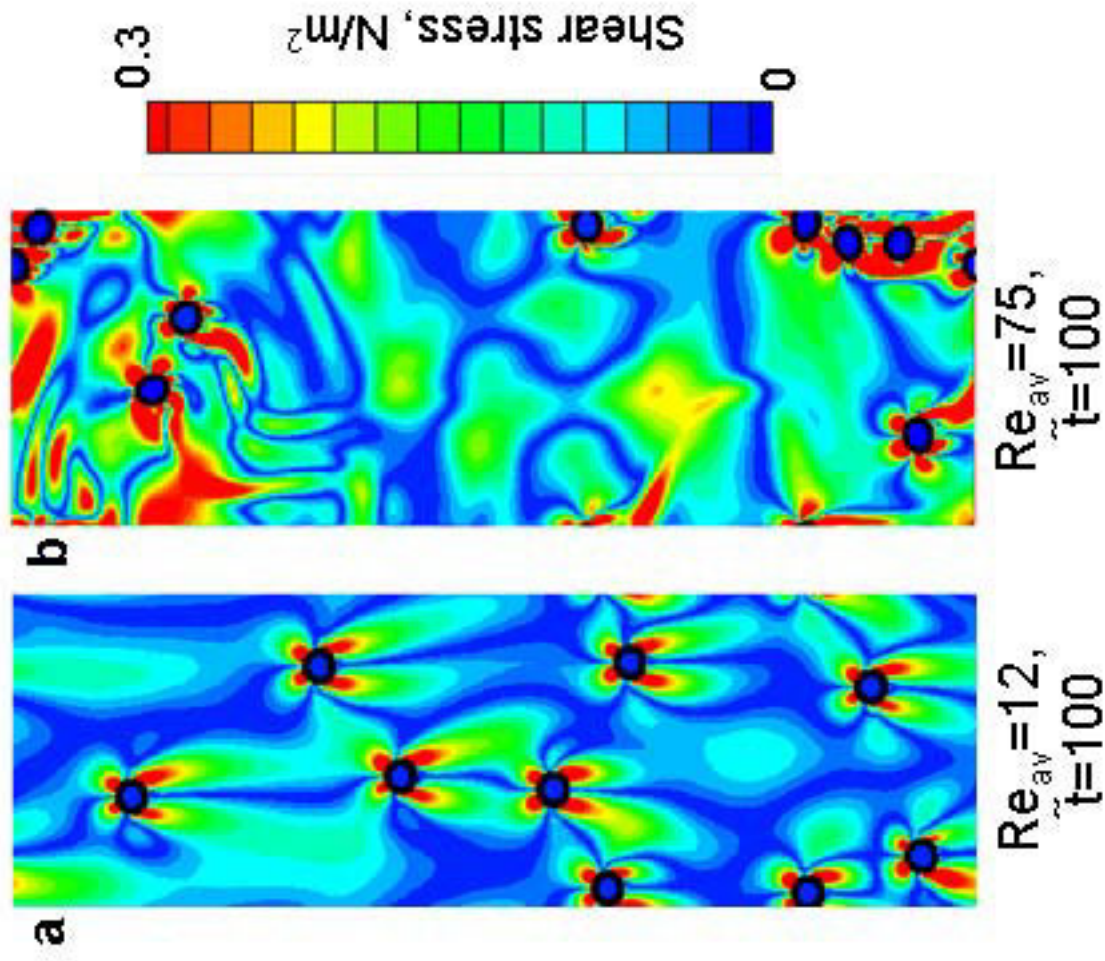 a
Re_av=12,
t̃=100
b
Re_av=75,
t̃=100
0.3
0
Shear stress, N/m²